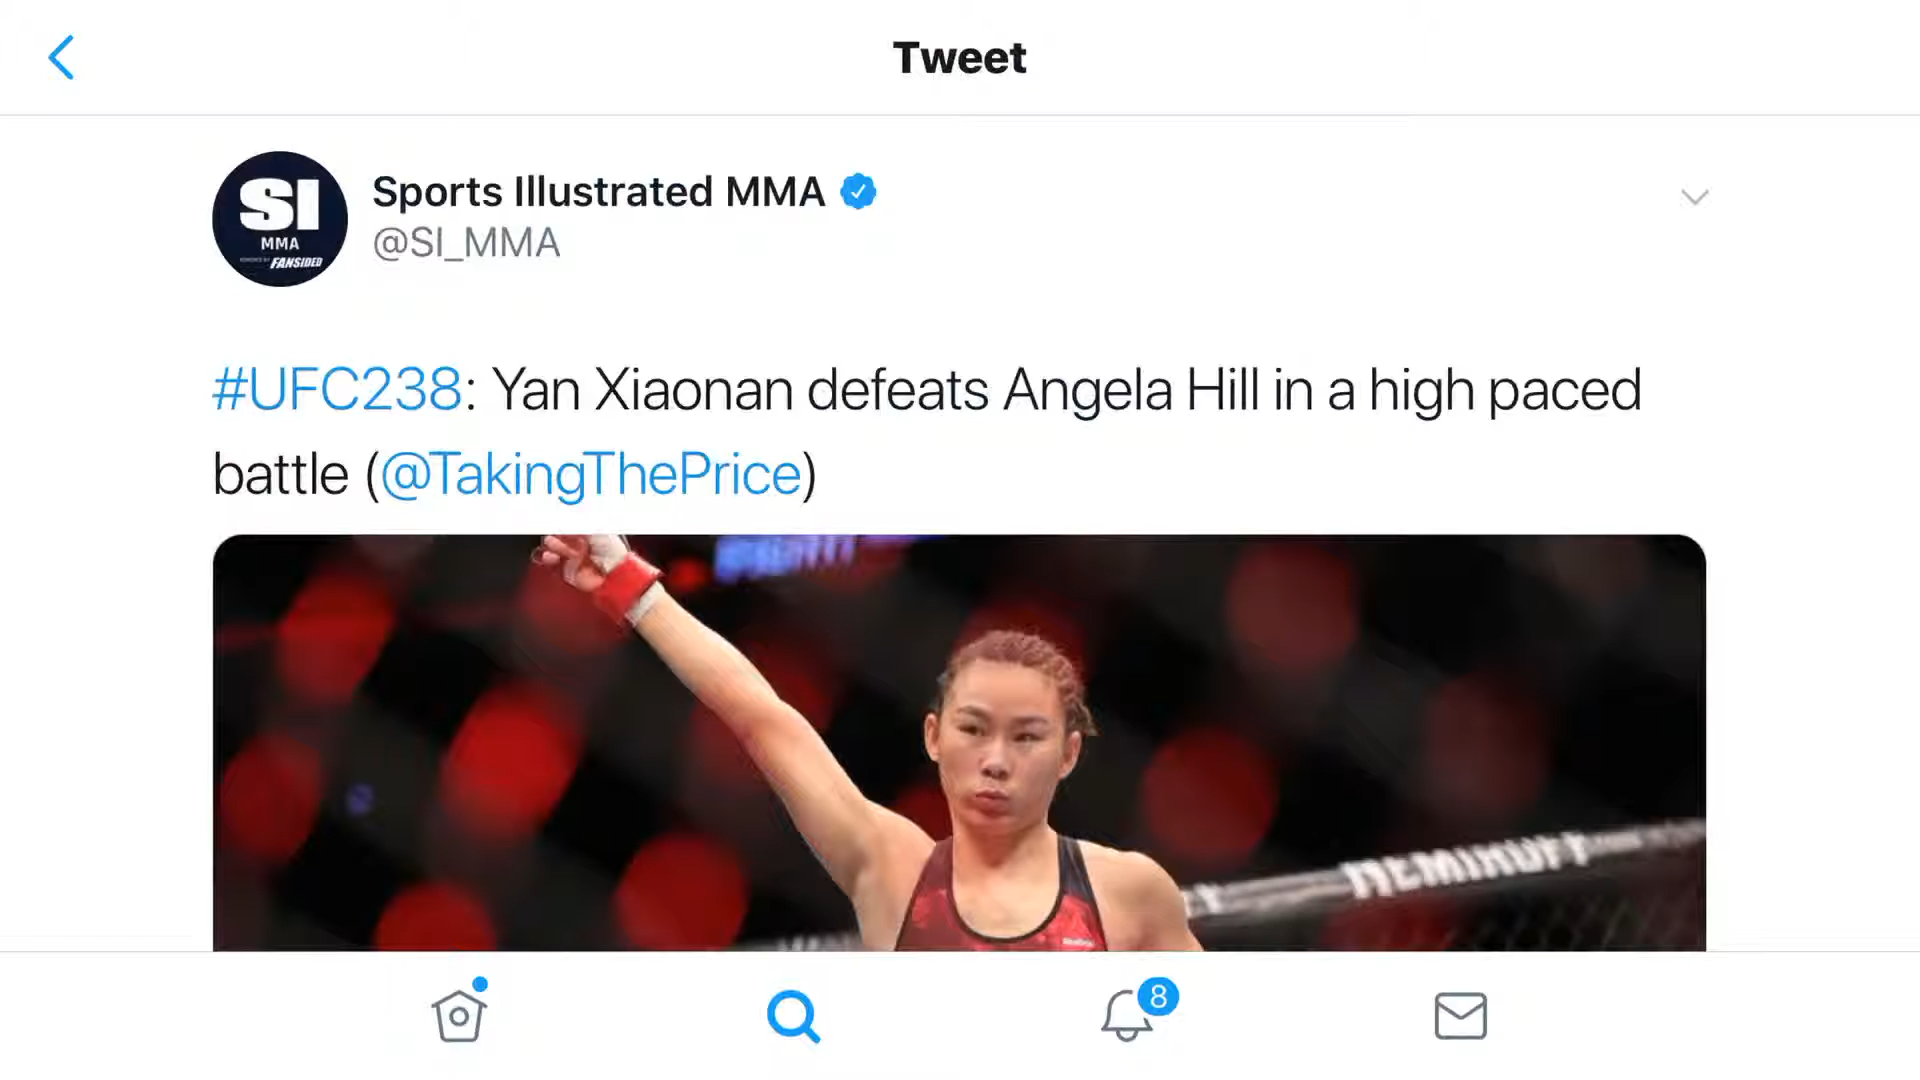 Tweet
SI
MMA
FANSIDED
Sports Illustrated MMA
@SI_MMA
#UFC238: Yan Xiaonan defeats Angela Hill in a high paced
battle (@TakingThePrice)
NEMIROFF
8